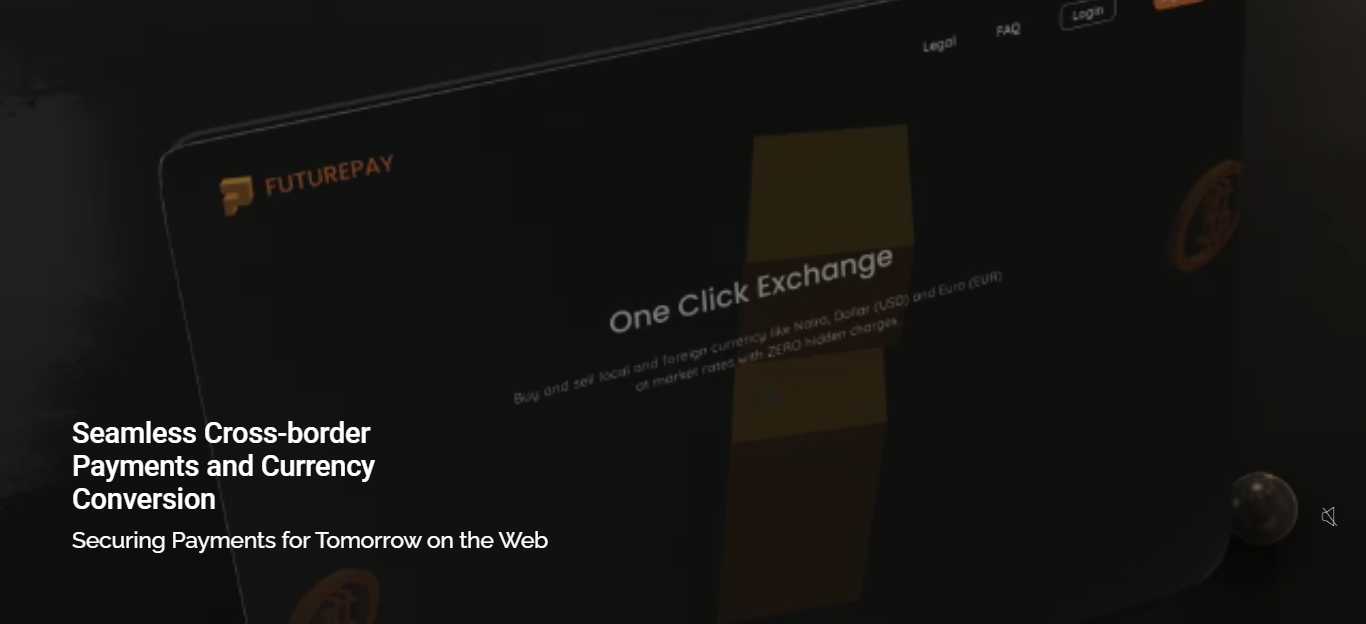 Legal FAQ Login
FUTUREPAY
One Click Exchange
Buy and sell local and foreign currency like Naira, Dollar (USD) and Euro (EUR)
at market rates with ZERO hidden charges
Seamless Cross-border
Payments and Currency
Conversion
Securing Payments for Tomorrow on the Web